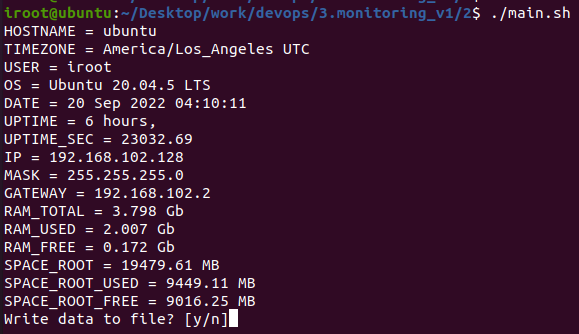 iroot@ubuntu:~/Desktop/work/devops/3.monitoring_v1/2$ ./main.sh
HOSTNAME = ubuntu
TIMEZONE = America/Los_Angeles UTC
USER = iroot
OS = Ubuntu 20.04.5 LTS
DATE = 20 Sep 2022 04:10:11
UPTIME = 6 hours,
UPTIME_SEC = 23032.69
IP = 192.168.102.128
MASK = 255.255.255.0
GATEWAY = 192.168.102.2
RAM_TOTAL = 3.798 Gb
RAM_USED = 2.007 Gb
RAM_FREE = 0.172 Gb
SPACE_ROOT = 19479.61 MB
SPACE_ROOT_USED = 9449.11 MB
SPACE_ROOT_FREE = 9016.25 MB
Write data to file? [y/n]